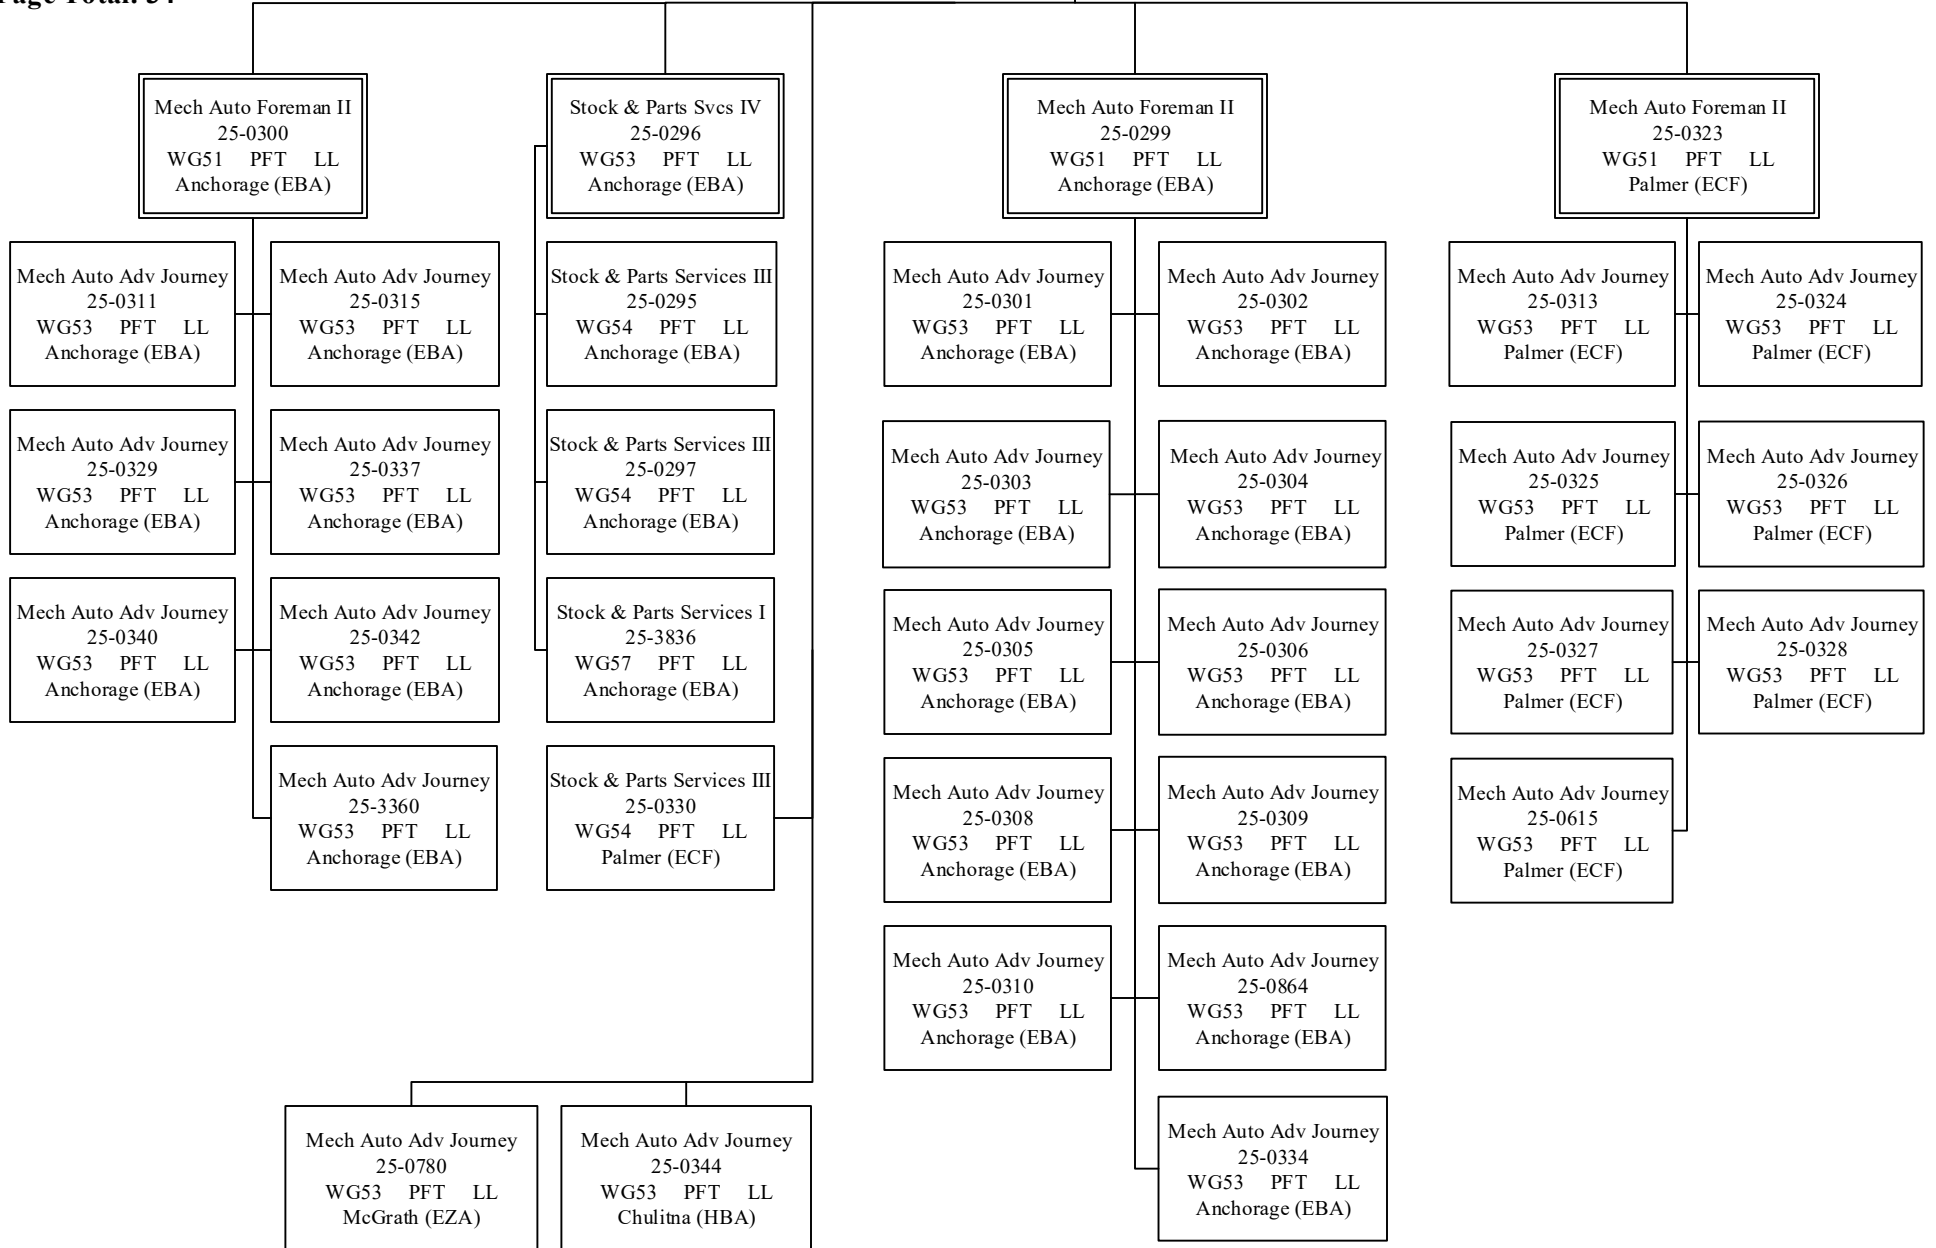 Page Total: 34
Mech Auto Foreman II
25-0300
WG51 PFT LL
Anchorage (EBA)
Stock & Parts Svcs IV
25-0296
WG53 PFT LL
Anchorage (EBA)
Mech Auto Foreman II
25-0299
WG51 PFT LL
Anchorage (EBA)
Mech Auto Foreman II
25-0323
WG51 PFT LL
Palmer (ECF)
Mech Auto Adv Journey
25-0311
WG53 PFT LL
Anchorage (EBA)
Mech Auto Adv Journey
25-0315
WG53 PFT LL
Anchorage (EBA)
Stock & Parts Services III
25-0295
WG54 PFT LL
Anchorage (EBA)
Mech Auto Adv Journey
25-0301
WG53 PFT LL
Anchorage (EBA)
Mech Auto Adv Journey
25-0302
WG53 PFT LL
Anchorage (EBA)
Mech Auto Adv Journey
25-0313
WG53 PFT LL
Palmer (ECF)
Mech Auto Adv Journey
25-0324
WG53 PFT LL
Palmer (ECF)
Mech Auto Adv Journey
25-0329
WG53 PFT LL
Anchorage (EBA)
Mech Auto Adv Journey
25-0337
WG53 PFT LL
Anchorage (EBA)
Stock & Parts Services III
25-0297
WG54 PFT LL
Anchorage (EBA)
Mech Auto Adv Journey
25-0303
WG53 PFT LL
Anchorage (EBA)
Mech Auto Adv Journey
25-0304
WG53 PFT LL
Anchorage (EBA)
Mech Auto Adv Journey
25-0325
WG53 PFT LL
Palmer (ECF)
Mech Auto Adv Journey
25-0326
WG53 PFT LL
Palmer (ECF)
Mech Auto Adv Journey
25-0340
WG53 PFT LL
Anchorage (EBA)
Mech Auto Adv Journey
25-0342
WG53 PFT LL
Anchorage (EBA)
Stock & Parts Services I
25-3836
WG57 PFT LL
Anchorage (EBA)
Mech Auto Adv Journey
25-0305
WG53 PFT LL
Anchorage (EBA)
Mech Auto Adv Journey
25-0306
WG53 PFT LL
Anchorage (EBA)
Mech Auto Adv Journey
25-0327
WG53 PFT LL
Palmer (ECF)
Mech Auto Adv Journey
25-0328
WG53 PFT LL
Palmer (ECF)
Mech Auto Adv Journey
25-3360
WG53 PFT LL
Anchorage (EBA)
Stock & Parts Services III
25-0330
WG54 PFT LL
Palmer (ECF)
Mech Auto Adv Journey
25-0308
WG53 PFT LL
Anchorage (EBA)
Mech Auto Adv Journey
25-0309
WG53 PFT LL
Anchorage (EBA)
Mech Auto Adv Journey
25-0615
WG53 PFT LL
Palmer (ECF)
Mech Auto Adv Journey
25-0310
WG53 PFT LL
Anchorage (EBA)
Mech Auto Adv Journey
25-0864
WG53 PFT LL
Anchorage (EBA)
Mech Auto Adv Journey
25-0780
WG53 PFT LL
McGrath (EZA)
Mech Auto Adv Journey
25-0344
WG53 PFT LL
Chulitna (HBA)
Mech Auto Adv Journey
25-0334
WG53 PFT LL
Anchorage (EBA)